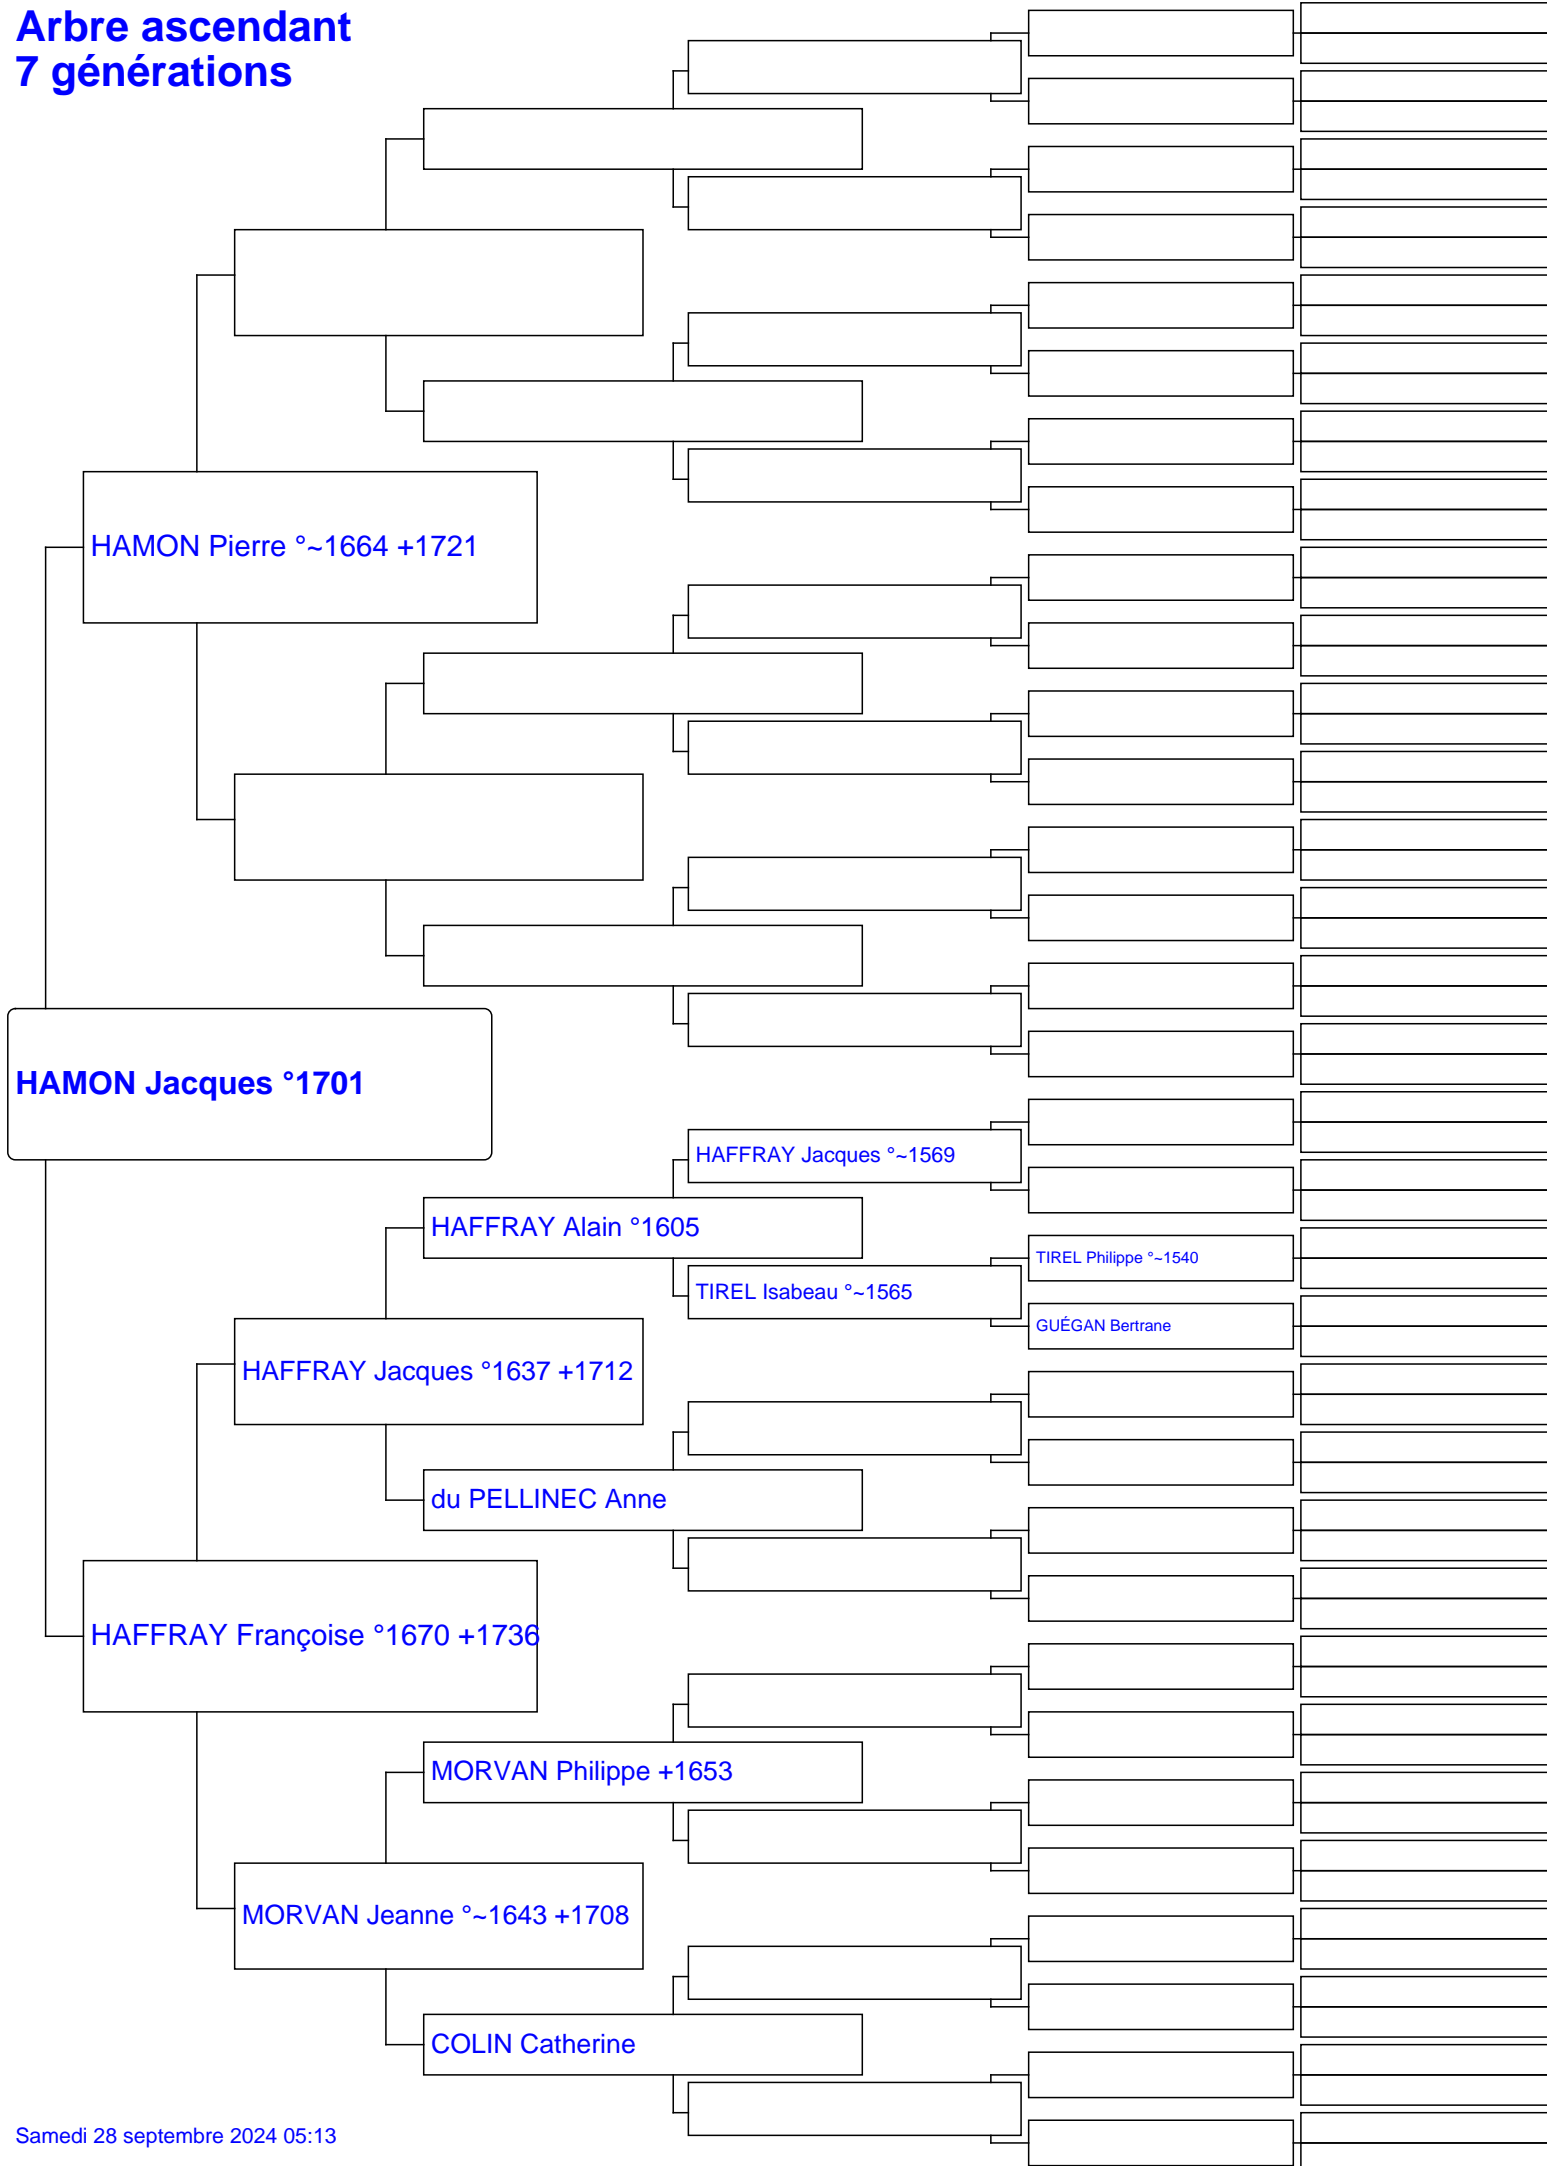 Arbre ascendant
7 générations
HAMON Pierre °~1664 +1721
HAMON Jacques °1701
HAFFRAY Jacques °~1569
HAFFRAY Alain °1605
TIREL Philippe °~1540
TIREL Isabeau °~1565
GUÉGAN Bertrane
HAFFRAY Jacques °1637 +1712
du PELLINEC Anne
HAFFRAY Françoise °1670 +1736
MORVAN Philippe +1653
MORVAN Jeanne °~1643 +1708
COLIN Catherine
Samedi 28 septembre 2024 05:13